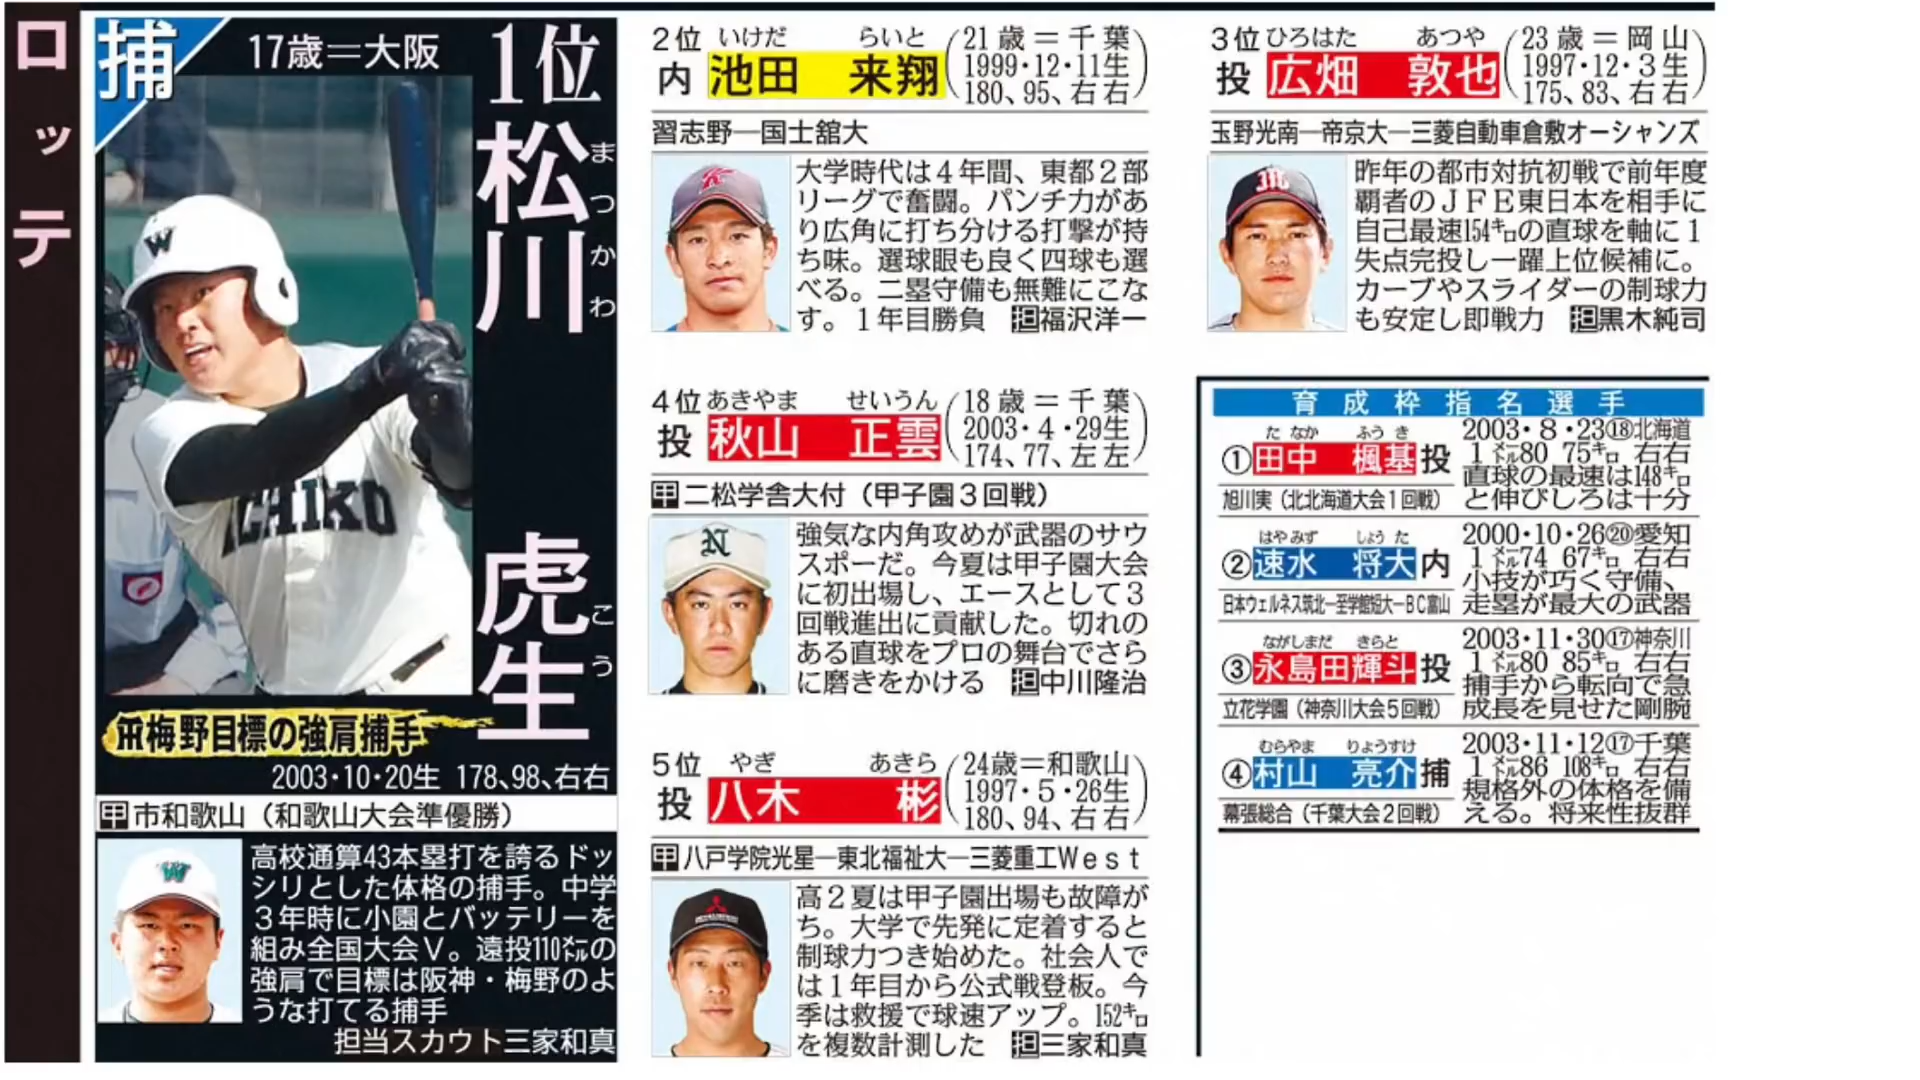 ロッテ
捕
17歳＝大阪
1位
松川 虎生
まつかわ こう
CHIKO
W
梅野目標の強肩捕手
2003・10・20生 178、98、右右
甲 市和歌山（和歌山大会準優勝）
W
高校通算43本塁打を誇るドッ
シリとした体格の捕手。中学
３年時に小園とバッテリーを
組み全国大会Ｖ。遠投110㍍の
強肩で目標は阪神・梅野のよ
うな打てる捕手
担当スカウト三家和真
２位 いけだ らいと
内 池田 来翔
21歳＝千葉
1999・12・11生
180、95、右右
習志野―国士舘大
K
大学時代は４年間、東都２部
リーグで奮闘。パンチ力があ
り広角に打ち分ける打撃が持
ち味。選球眼も良く四球も選
べる。二塁守備も無難にこな
す。１年目勝負 担福沢洋一
３位 ひろはた あつや
投 広畑 敦也
23歳＝岡山
1997・12・３生
175、83、右右
玉野光南―帝京大―三菱自動車倉敷オーシャンズ
M
昨年の都市対抗初戦で前年度
覇者のＪＦＥ東日本を相手に
自己最速154㌔の直球を軸に１
失点完投し一躍上位候補に。
カーブやスライダーの制球力
も安定し即戦力 担黒木純司
４位 あきやま せいうん
投 秋山 正雲
18歳＝千葉
2003・４・29生
174、77、左左
甲 二松学舎大付（甲子園３回戦）
N
強気な内角攻めが武器のサウ
スポーだ。今夏は甲子園大会
に初出場し、エースとして３
回戦進出に貢献した。切れの
ある直球をプロの舞台でさら
に磨きをかける 担中川隆治
５位 やぎ あきら
投 八木 彬
24歳＝和歌山
1997・５・26生
180、94、右右
甲 八戸学院光星―東北福祉大―三菱重工Ｗｅｓｔ
高２夏は甲子園出場も故障が
ち。大学で先発に定着すると
制球力つき始めた。社会人で
は１年目から公式戦登板。今
季は救援で球速アップ。152㌔
を複数計測した 担三家和真
育成枠指名選手
た なか ふう き
①田中 楓基 投
旭川実（北北海道大会１回戦）
2003・８・23⑱北海道
１㍍80 75㌔ 右右
直球の最速は148㌔
と伸びしろは十分
はや みず しょう た
②速水 将大 内
日本ウェルネス筑北―至学館短大―ＢＣ富山
2000・10・26⑳愛知
１㍍74 67㌔ 右右
小技が巧く守備、
走塁が最大の武器
ながしまだ きらと
③永島田輝斗 投
立花学園（神奈川大会５回戦）
2003・11・30⑰神奈川
１㍍80 85㌔ 右右
捕手から転向で急
成長を見せた剛腕
むらやま りょうすけ
④村山 亮介 捕
幕張総合（千葉大会２回戦）
2003・11・12⑰千葉
１㍍86 108㌔ 右右
規格外の体格を備
える。将来性抜群